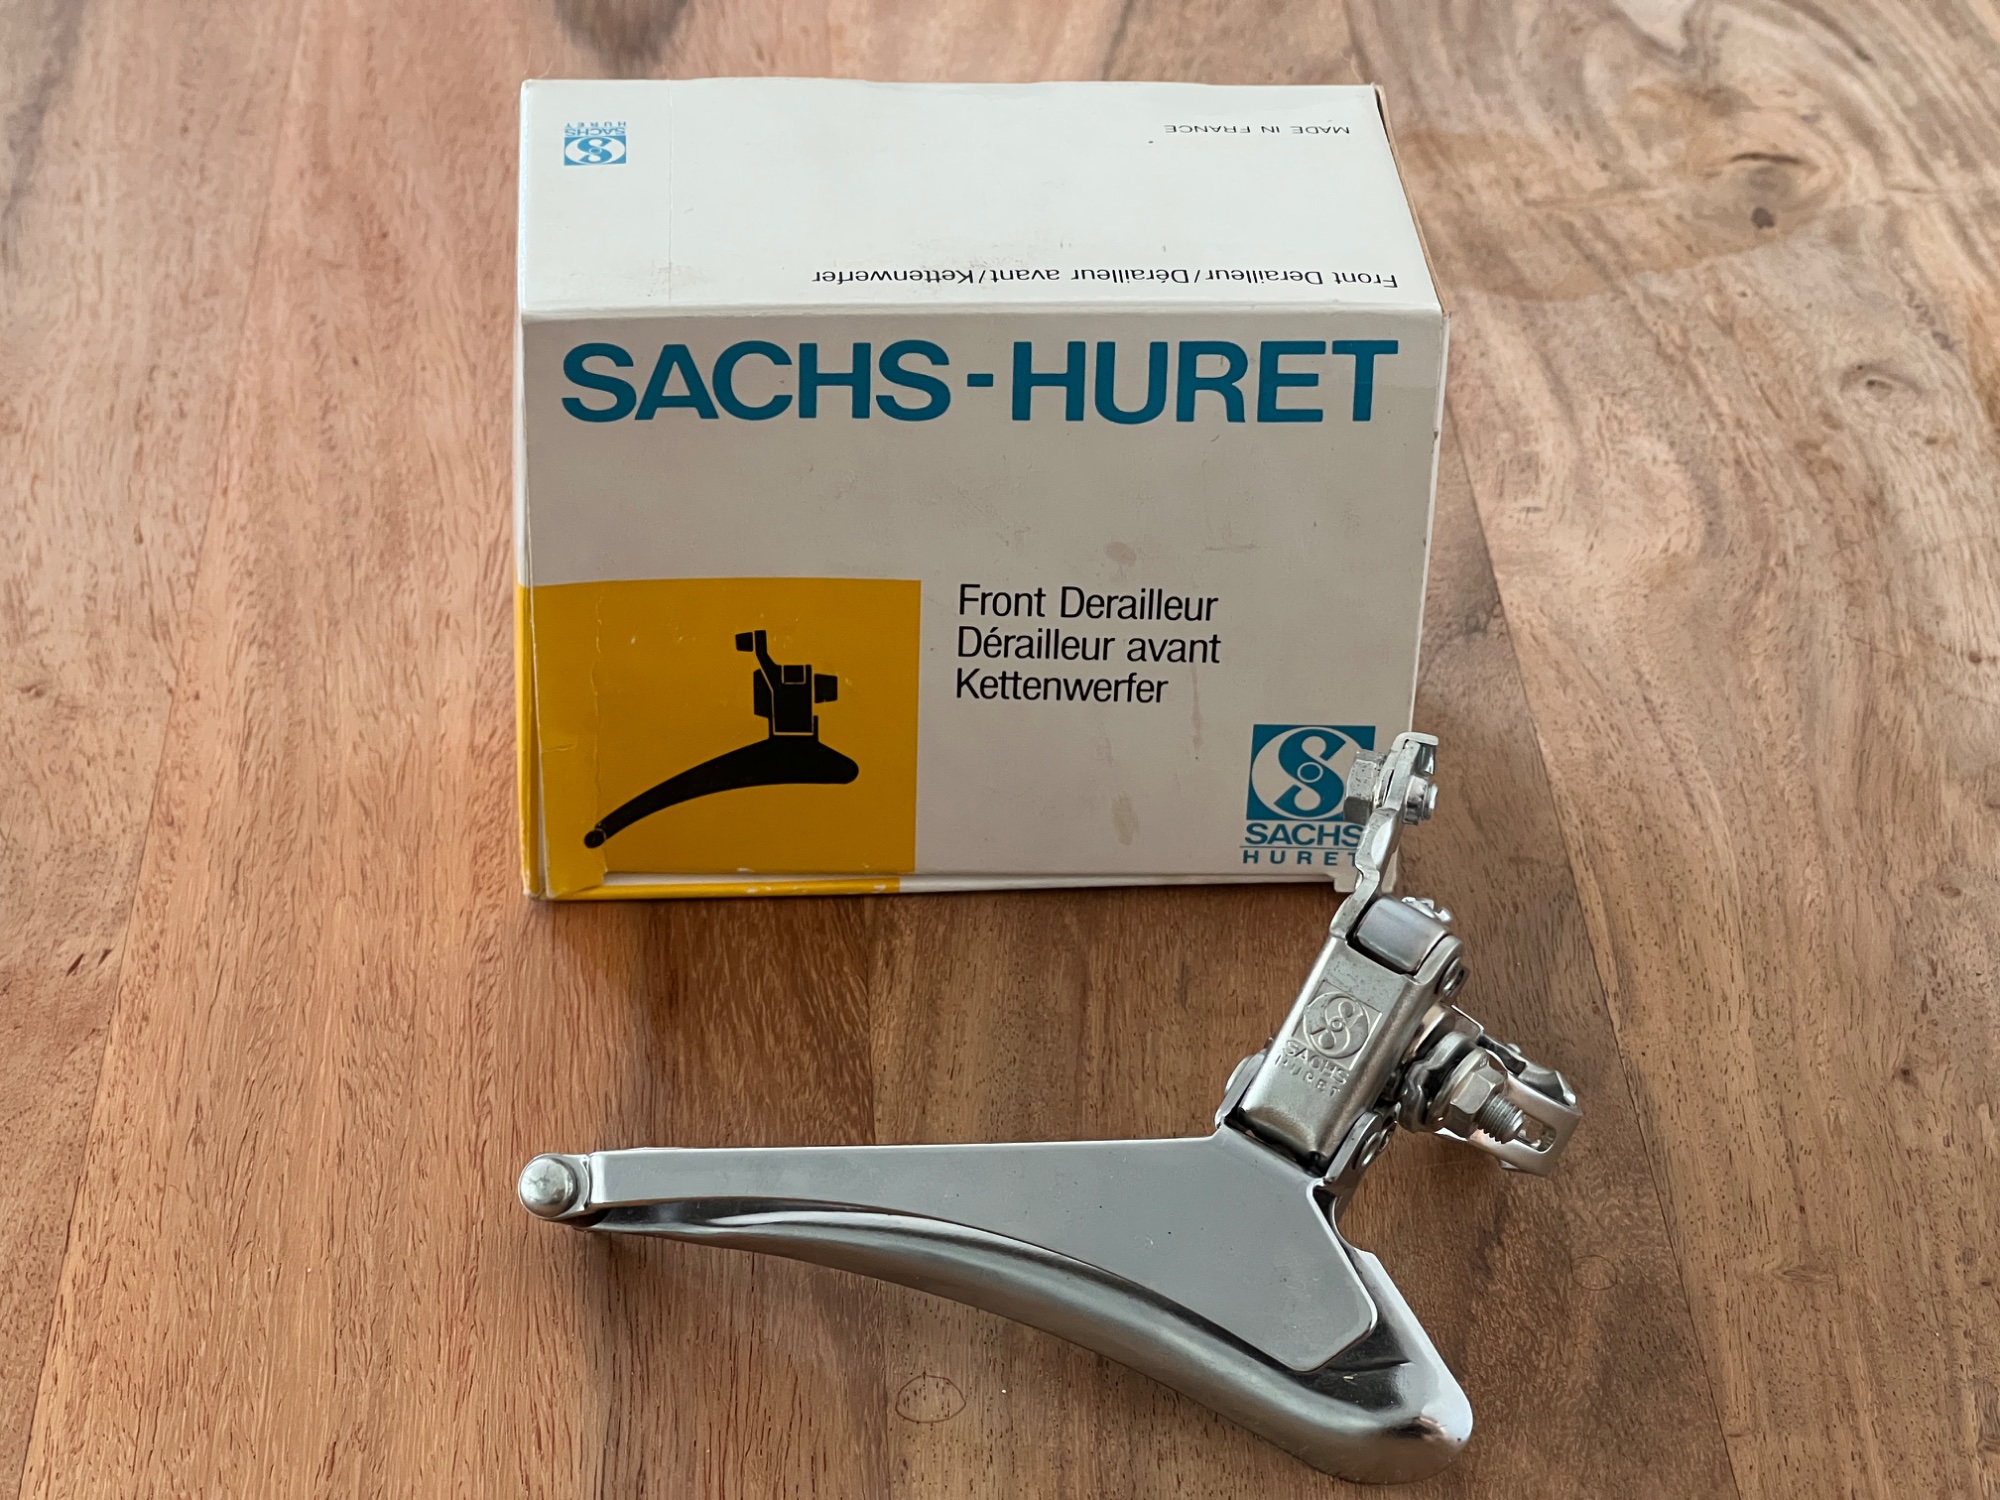 SACHS
HURET
MADE IN FRANCE
Front Derailleur/Dérailleur avant/Kettenwerfer
SACHS-HURET
Front Derailleur
Dérailleur avant
Kettenwerfer
SACHS
HURET
SACHS
HURET